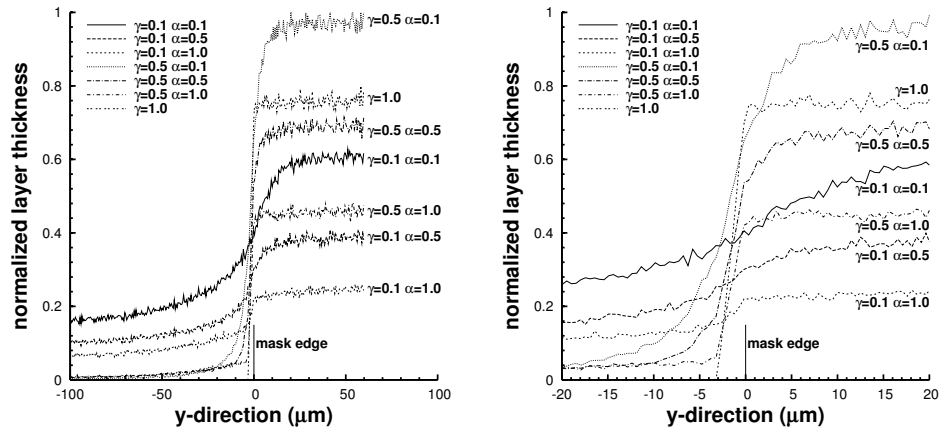 normalized layer thickness
1
0.8
0.6
0.4
0.2
0
γ=0.1 α=0.1
γ=0.1 α=0.5
γ=0.1 α=1.0
γ=0.5 α=0.1
γ=0.5 α=0.5
γ=0.5 α=1.0
γ=1.0
γ=0.5 α=0.1
γ=1.0
γ=0.5 α=0.5
γ=0.1 α=0.1
γ=0.5 α=1.0
γ=0.1 α=0.5
γ=0.1 α=1.0
mask edge
-100
-50
0
50
100
y-direction (μm)
normalized layer thickness
1
0.8
0.6
0.4
0.2
0
γ=0.1 α=0.1
γ=0.1 α=0.5
γ=0.1 α=1.0
γ=0.5 α=0.1
γ=0.5 α=0.5
γ=0.5 α=1.0
γ=1.0
γ=0.5 α=0.1
γ=1.0
γ=0.5 α=0.5
γ=0.1 α=0.1
γ=0.5 α=1.0
γ=0.1 α=0.5
γ=0.1 α=1.0
mask edge
-20
-15
-10
-5
0
5
10
15
20
y-direction (μm)